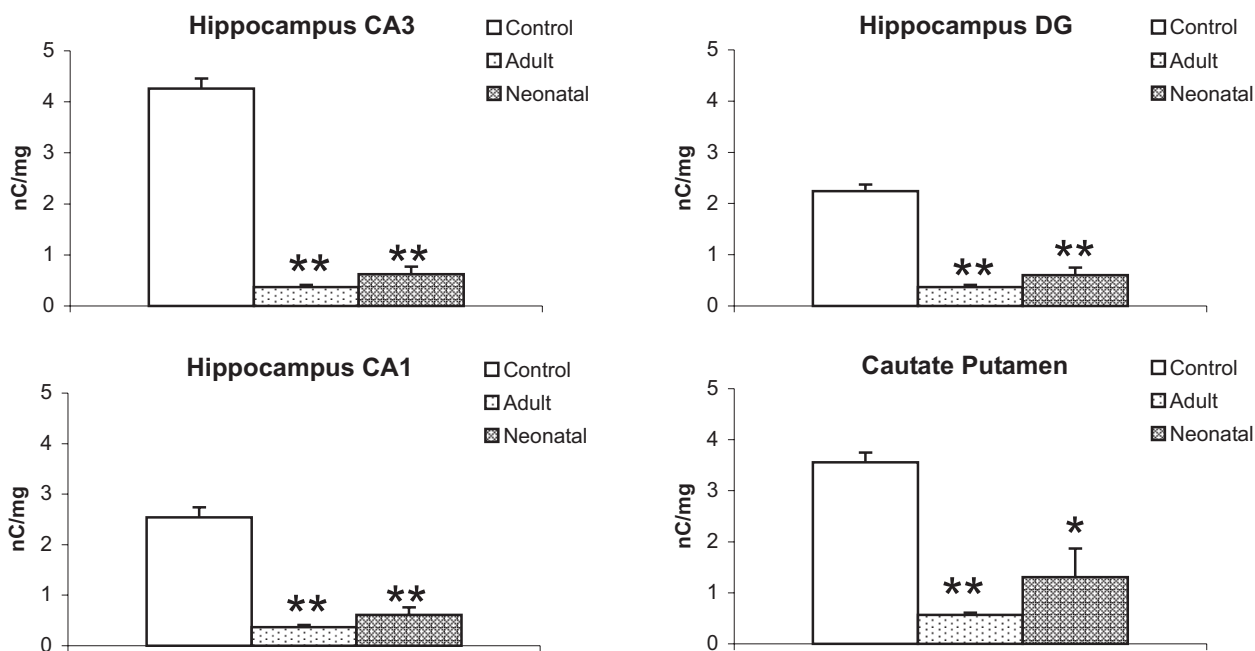 Hippocampus CA3
Control
Adult
Neonatal
5
4
3
2
1
0
nC/mg
**
**
Hippocampus DG
Control
Adult
Neonatal
5
4
3
2
1
0
nC/mg
**
**
Hippocampus CA1
Control
Adult
Neonatal
5
4
3
2
1
0
nC/mg
**
**
Cautate Putamen
Control
Adult
Neonatal
5
4
3
2
1
0
nC/mg
**
*